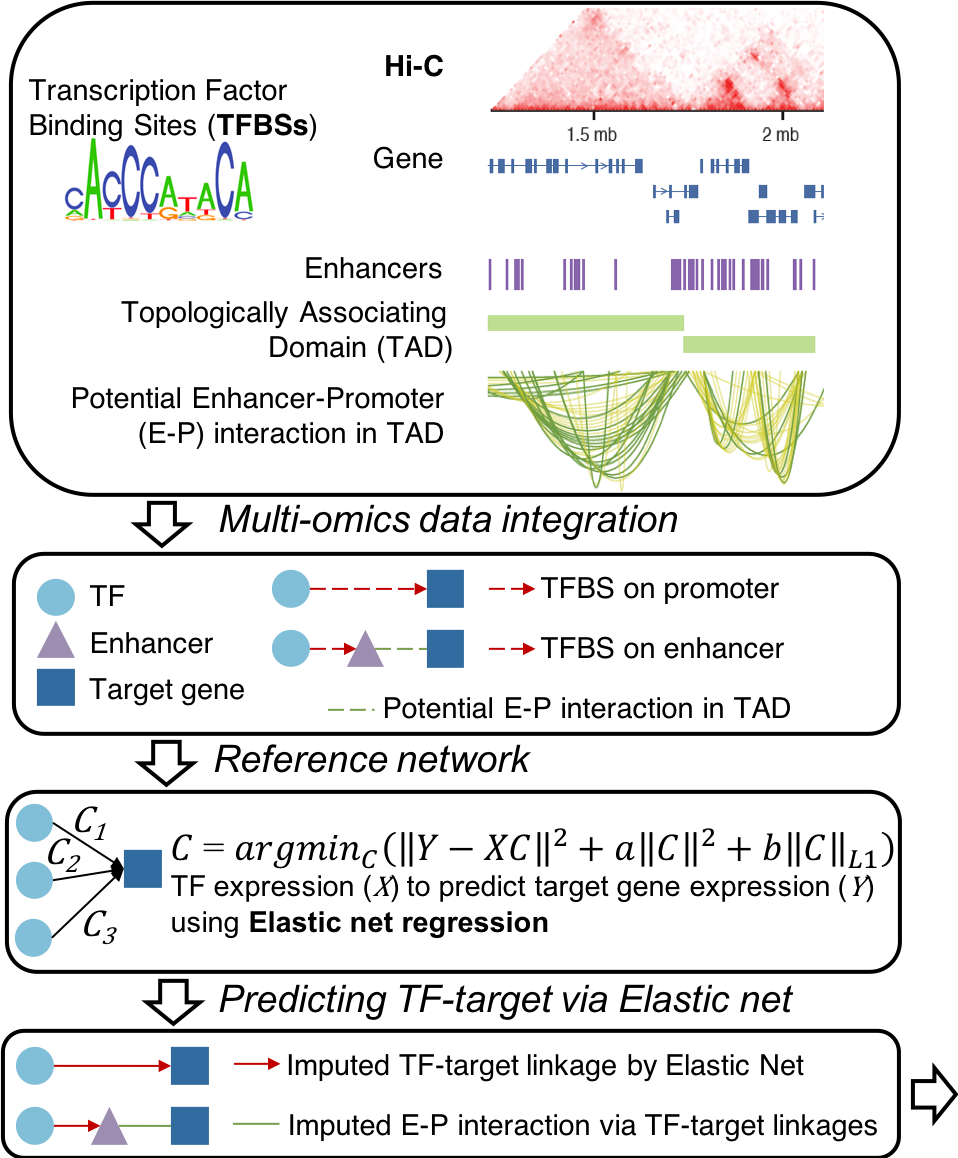 Hi-C
Transcription Factor
Binding Sites (TFBSs)
CACCCATACA
1.5 mb
2 mb
Gene
Enhancers
Topologically Associating
Domain (TAD)
Potential Enhancer-Promoter
(E-P) interaction in TAD
Multi-omics data integration
TF
TFBS on promoter
Enhancer
TFBS on enhancer
Target gene
Potential E-P interaction in TAD
Reference network
C1
C2
C3
C = argminC(‖Y − XC‖² + a‖C‖² + b‖C‖L1)
TF expression (X) to predict target gene expression (Y)
using Elastic net regression
Predicting TF-target via Elastic net
Imputed TF-target linkage by Elastic Net
Imputed E-P interaction via TF-target linkages